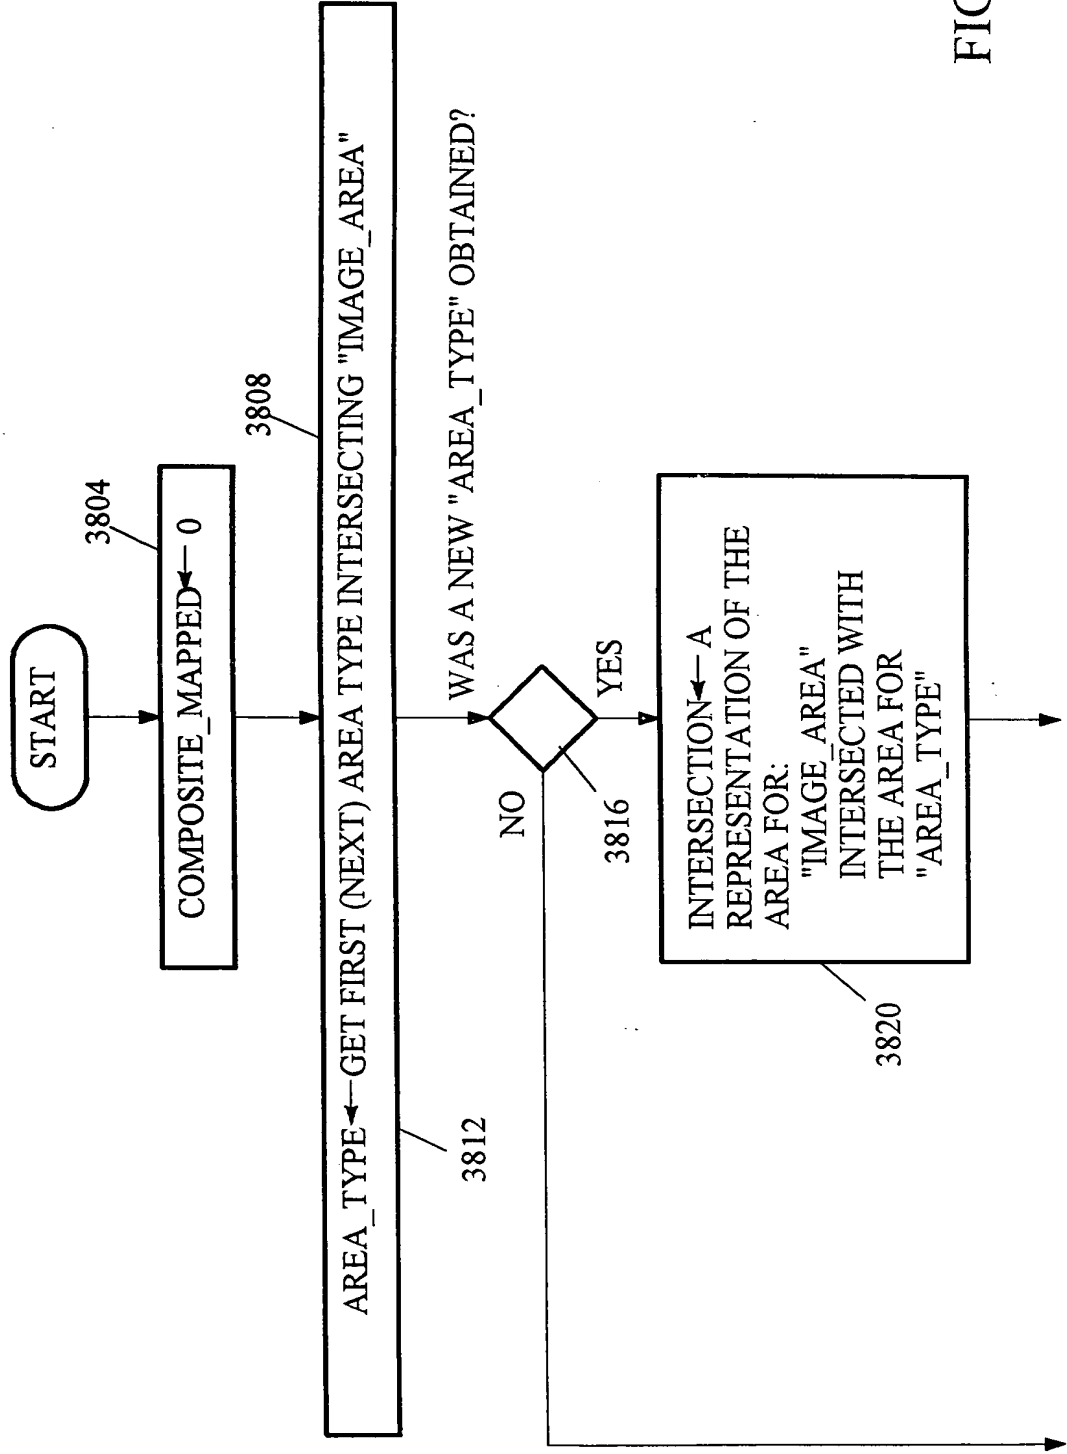 START
3804
COMPOSITE_MAPPED ← 0
3808
AREA_TYPE ← GET FIRST (NEXT) AREA TYPE INTERSECTING "IMAGE_AREA"
3812
WAS A NEW "AREA_TYPE" OBTAINED?
NO
YES
3816
INTERSECTION ← A
REPRESENTATION OF THE
AREA FOR:
"IMAGE_AREA"
INTERSECTED WITH
THE AREA FOR
"AREA_TYPE"
3820